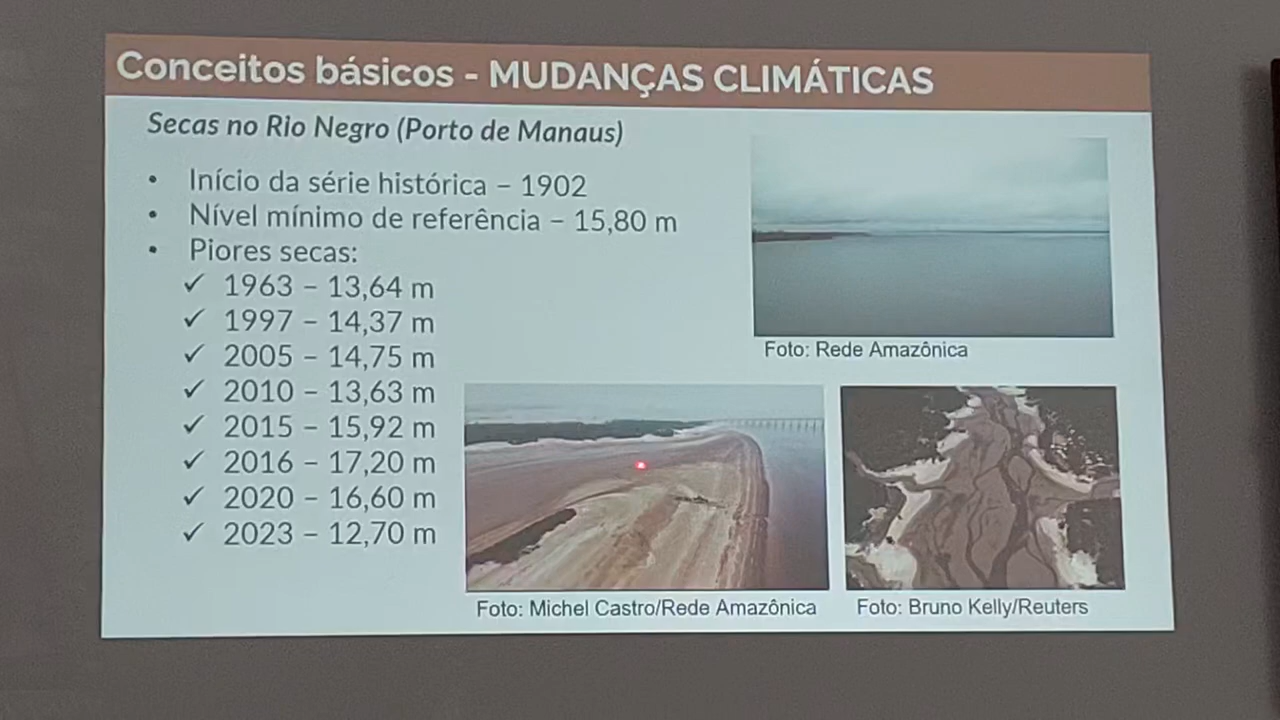 Conceitos básicos - MUDANÇAS CLIMÁTICAS
Secas no Rio Negro (Porto de Manaus)
• Início da série histórica – 1902
• Nível mínimo de referência – 15,80 m
• Piores secas:
✓ 1963 – 13,64 m
✓ 1997 – 14,37 m
✓ 2005 – 14,75 m
✓ 2010 – 13,63 m
✓ 2015 – 15,92 m
✓ 2016 – 17,20 m
✓ 2020 – 16,60 m
✓ 2023 – 12,70 m
Foto: Rede Amazônica
Foto: Michel Castro/Rede Amazônica
Foto: Bruno Kelly/Reuters